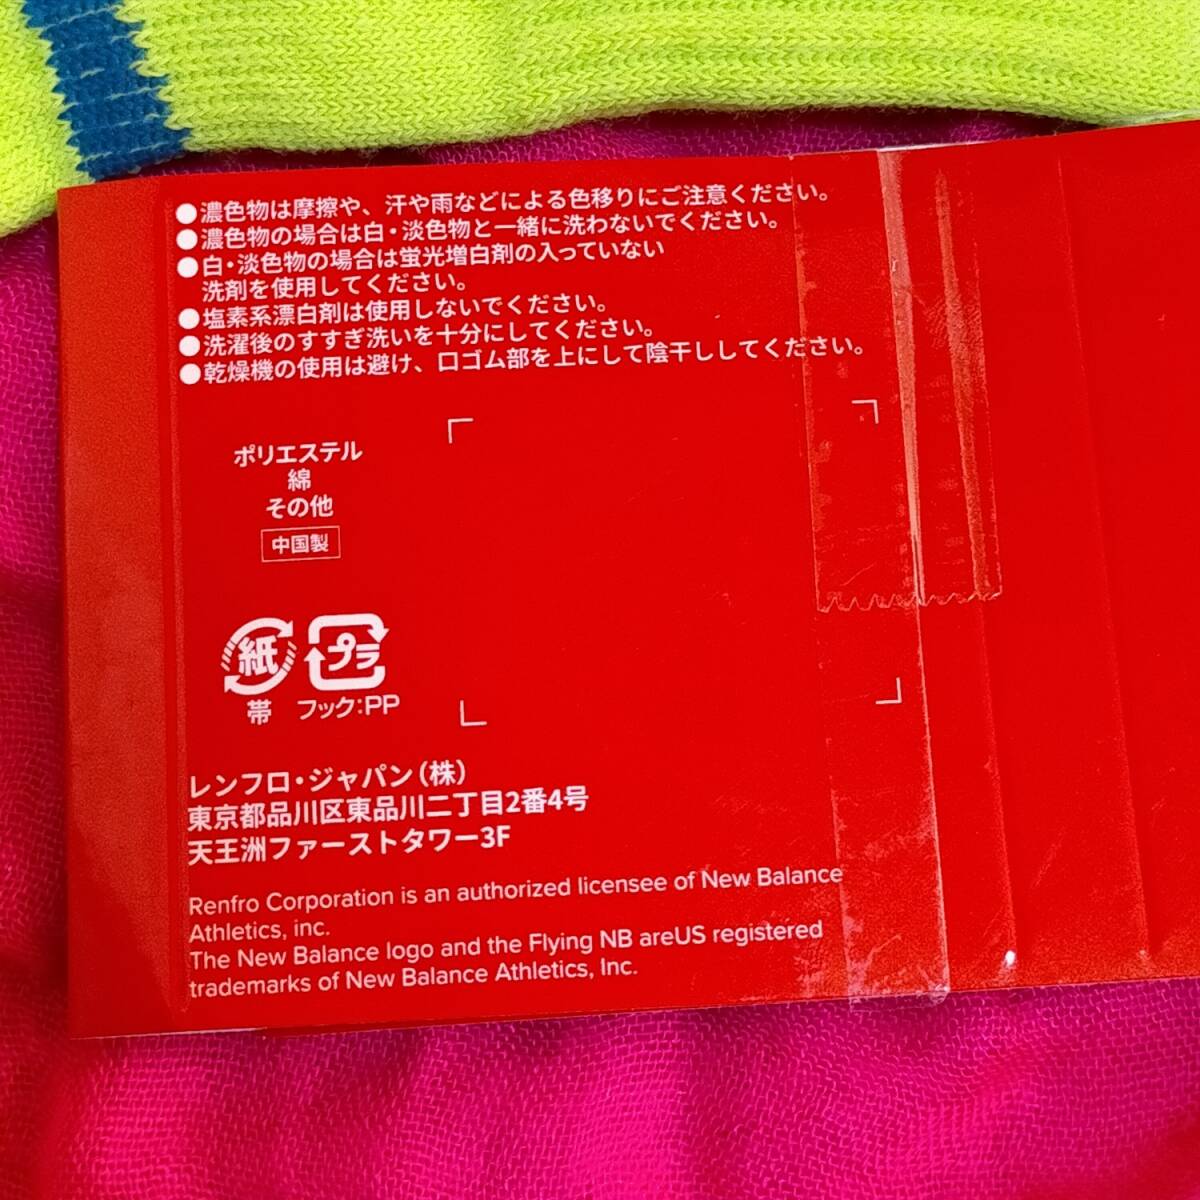 ●濃色物は摩擦や、汗や雨などによる色移りにご注意ください。
●濃色物の場合は白・淡色物と一緒に洗わないでください。
●白・淡色物の場合は蛍光増白剤の入っていない
洗剤を使用してください。
●塩素系漂白剤は使用しないでください。
●洗濯後のすすぎ洗いを十分にしてください。
●乾燥機の使用は避け、口ゴム部を上にして陰干ししてください。
ポリエステル
綿
その他
中国製
紙 プラ
帯 フック:PP
レンフロ・ジャパン(株)
東京都品川区東品川二丁目2番4号
天王洲ファーストタワー3F
Renfro Corporation is an authorized licensee of New Balance
Athletics, inc.
The New Balance logo and the Flying NB areUS registered
trademarks of New Balance Athletics, Inc.